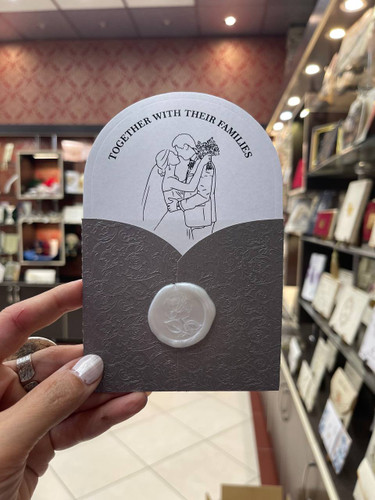 TOGETHER WITH THEIR FAMILIES